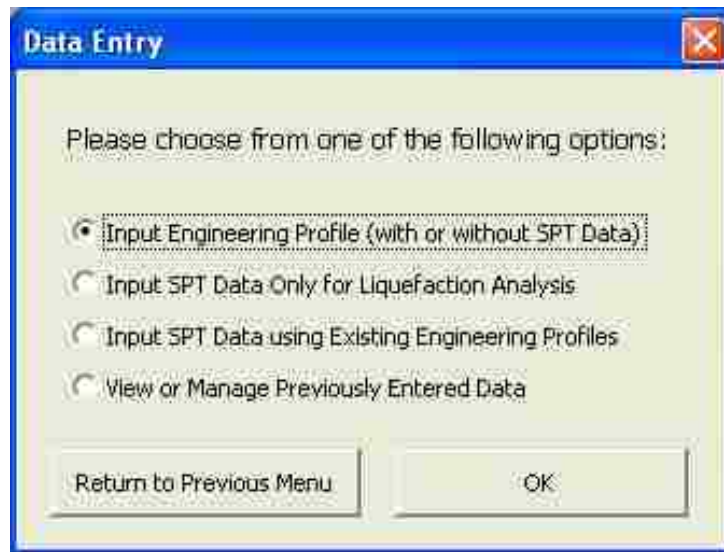 Data Entry
Please choose from one of the following options:
Input Engineering Profile (with or without SPT Data)
Input SPT Data Only for Liquefaction Analysis
Input SPT Data using Existing Engineering Profiles
View or Manage Previously Entered Data
Return to Previous Menu OK